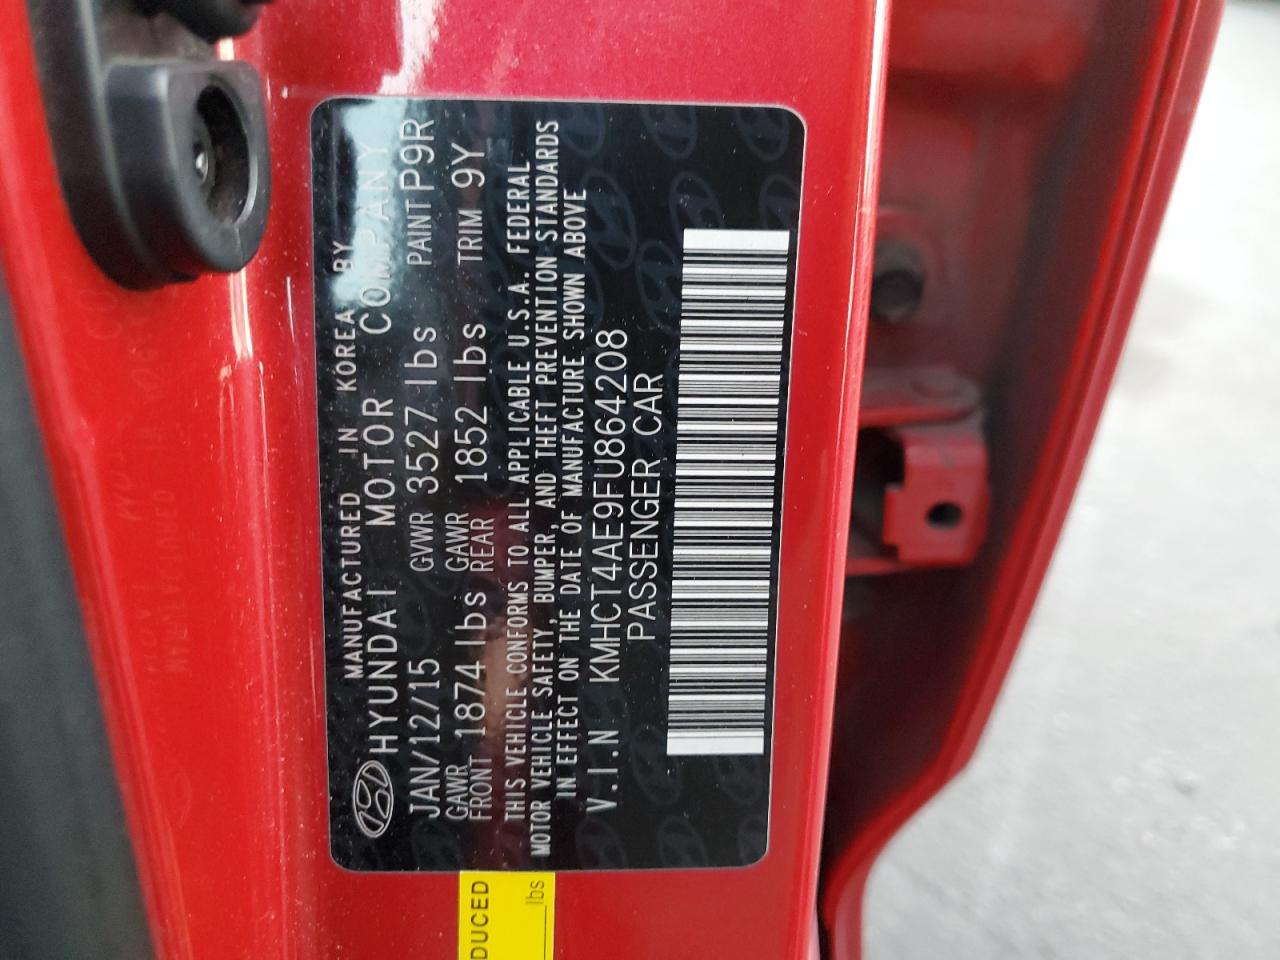 MANUFACTURED IN KOREA BY
HYUNDAI MOTOR COMPANY
JAN/12/15 GVWR 3527 lbs PAINT P9R
GAWR FRONT 1874 lbs GAWR REAR 1852 lbs TRIM 9Y
THIS VEHICLE CONFORMS TO ALL APPLICABLE U.S.A. FEDERAL
MOTOR VEHICLE SAFETY, BUMPER, AND THEFT PREVENTION STANDARDS
IN EFFECT ON THE DATE OF MANUFACTURE SHOWN ABOVE
V.I.N KMHCT4AE9FU864208
PASSENGER CAR
DUCED
lbs